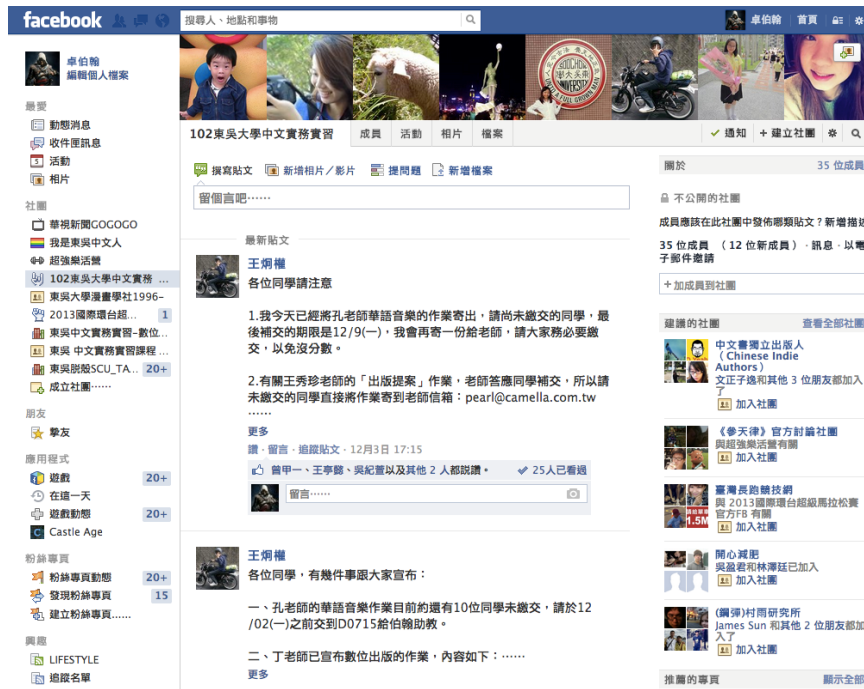 facebook
搜尋人、地點和事物
卓伯翰
首頁
卓伯翰
編輯個人檔案
最愛
動態消息
收件匣訊息
活動
相片
社團
華視新聞GOGOGO
我是東吳中文人
超強樂活營
102東吳大學中文實務 ...
東吳大學漫畫學社1996-
2013國際環台超... 1
東吳中文實務實習-數位...
東吳 中文實務實習課程 ...
東吳脫殼SCU_TA... 20+
成立社團……
朋友
摯友
應用程式
遊戲 20+
在這一天
遊戲動態 20+
Castle Age
粉絲專頁
粉絲專頁動態 20+
發現粉絲專頁 15
建立粉絲專頁……
興趣
LIFESTYLE
追蹤名單
102東吳大學中文實務實習 成員 活動 相片 檔案
✓ 通知 + 建立社團
撰寫貼文 新增相片／影片 提問題 新增檔案
留個言吧……
最新貼文
王炯權
各位同學請注意
1.我今天已經將孔老師華語音樂的作業寄出，請尚未繳交的同學，最
後補交的期限是12/9(一)，我會再寄一份給老師，請大家務必要繳
交，以免沒分數。
2.有關王秀珍老師的「出版提案」作業，老師答應同學補交，所以請
未繳交的同學直接將作業寄到老師信箱：pearl@camella.com.tw
……
更多
讚 · 留言 · 追蹤貼文 · 12月3日 17:15
曾甲一、王亭懿、吳紀萱以及其他 2 人都說讚。 25人已看過
留言……
王炯權
各位同學，有幾件事跟大家宣布：
一、孔老師的華語音樂作業目前約還有10位同學未繳交，請於12
/02(一)之前交到D0715給伯翰助教。
二、丁老師已宣布數位出版的作業，內容如下：……
更多
關於 35 位成員
不公開的社團
成員應該在此社團中發佈哪類貼文？新增描述
35 位成員 （12 位新成員）· 訊息 · 以電
子郵件邀請
+ 加成員到社團
建議的社團 查看全部社團
中文書獨立出版人
（ Chinese Indie
Authors ）
文正子逸和其他 3 位朋友都加入
了
加入社團
《參天律》官方討論社團
與超強樂活營有關
加入社團
臺灣長跑競技網
與 2013國際環台超級馬拉松賽
官方FB 有關
加入社團
1.5M
開心減肥
吳盈君和林澤廷已加入
加入社團
(鋼彈)村雨研究所
James Sun 和其他 2 位朋友都加
入了
加入社團
推薦的專頁 顯示全部